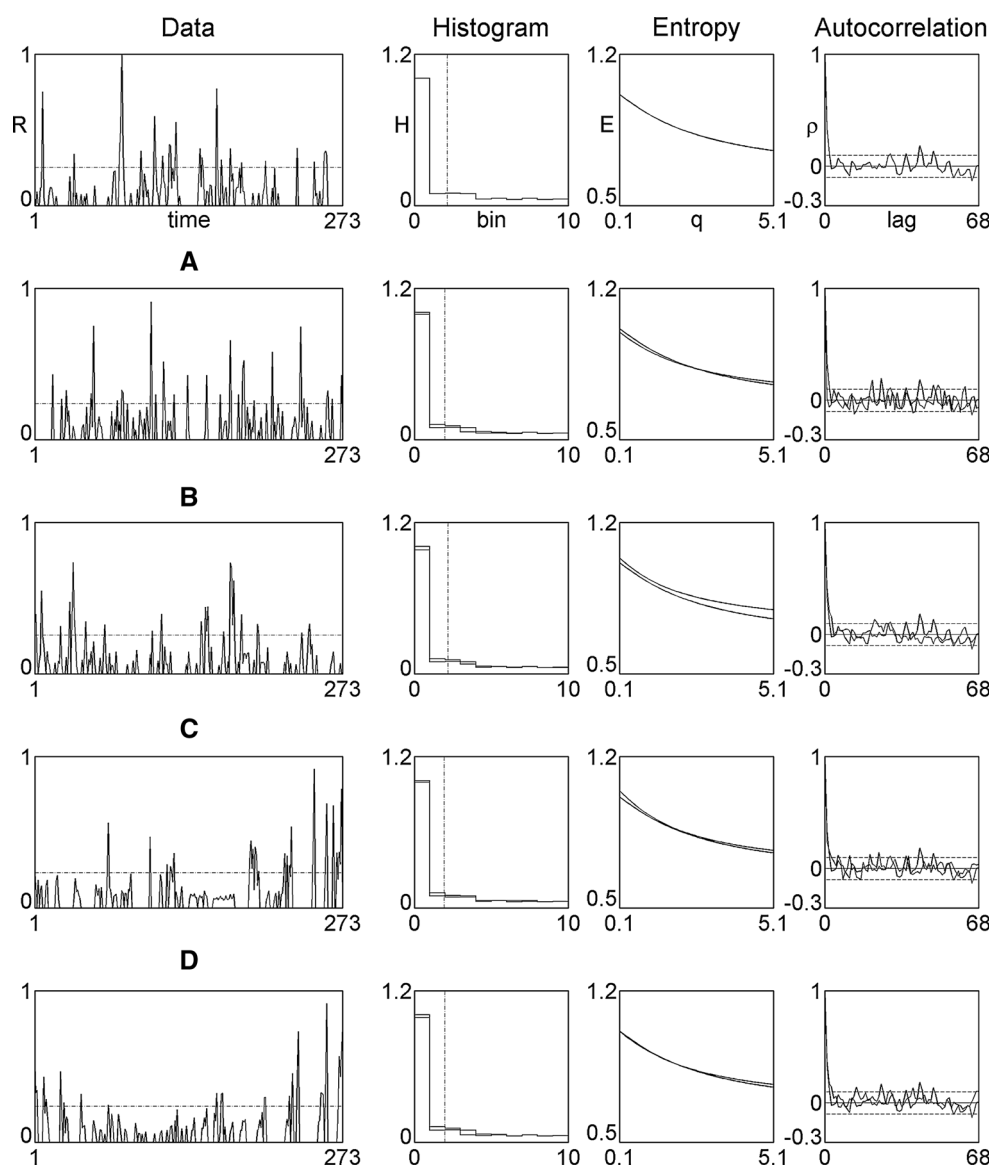 Data Histogram Entropy Autocorrelation
1 1.2 1.2 1
R H E ρ
0 0 0.5 0 -0.3
1 time 273 0 bin 10 0.1 q 5.1 0 lag 68
A
1 1.2 1.2 1
0 0 0.5 0 -0.3
1 273 0 10 0.1 5.1 0 68
B
1 1.2 1.2 1
0 0 0.5 0 -0.3
1 273 0 10 0.1 5.1 0 68
C
1 1.2 1.2 1
0 0 0.5 0 -0.3
1 273 0 10 0.1 5.1 0 68
D
1 1.2 1.2 1
0 0 0.5 0 -0.3
1 273 0 10 0.1 5.1 0 68